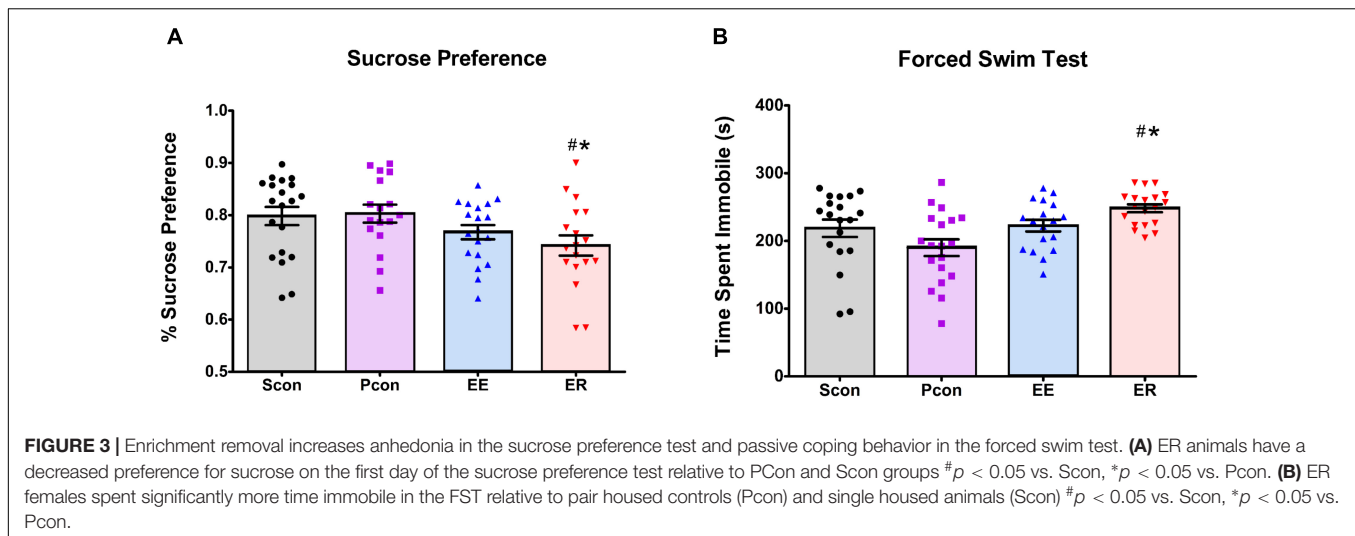 A
Sucrose Preference
% Sucrose Preference
1.0
0.9
0.8
0.7
0.6
0.5
#*
Scon Pcon EE ER
B
Forced Swim Test
Time Spent Immobile (s)
400
300
200
100
0
#*
Scon Pcon EE ER
FIGURE 3 | Enrichment removal increases anhedonia in the sucrose preference test and passive coping behavior in the forced swim test. (A) ER animals have a
decreased preference for sucrose on the first day of the sucrose preference test relative to PCon and Scon groups #p < 0.05 vs. Scon, *p < 0.05 vs. Pcon. (B) ER
females spent significantly more time immobile in the FST relative to pair housed controls (Pcon) and single housed animals (Scon) #p < 0.05 vs. Scon, *p < 0.05 vs.
Pcon.